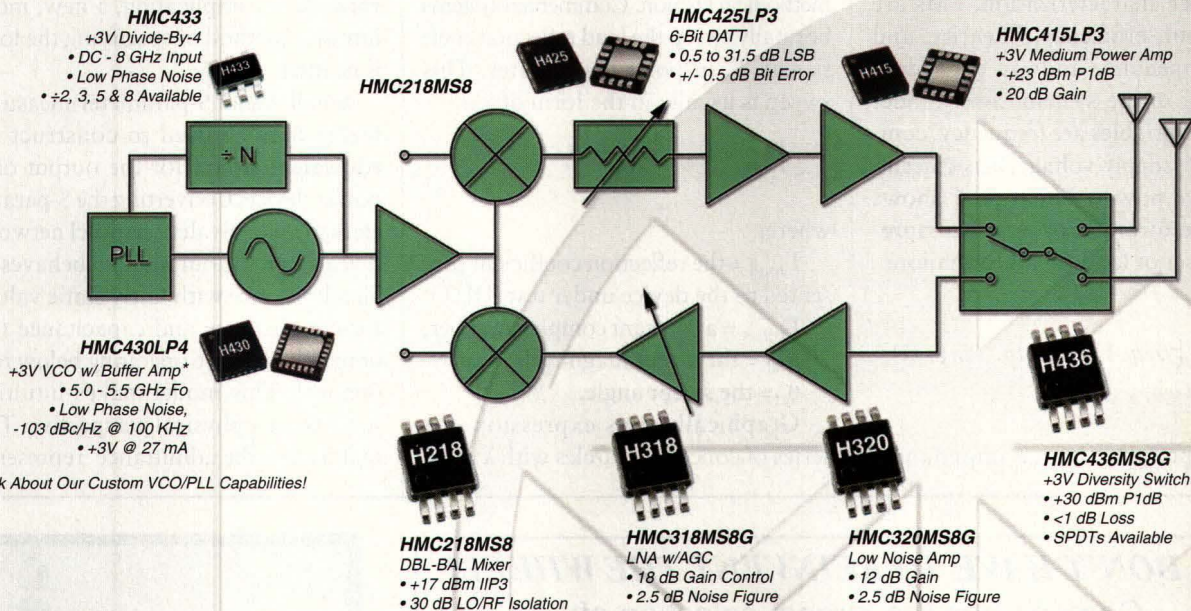 HMC433
+3V Divide-By-4
• DC - 8 GHz Input
• Low Phase Noise
• ÷2, 3, 5 & 8 Available
H433
HMC218MS8
HMC425LP3
6-Bit DATT
• 0.5 to 31.5 dB LSB
• +/- 0.5 dB Bit Error
H425
HMC415LP3
+3V Medium Power Amp
• +23 dBm P1dB
• 20 dB Gain
H415
÷ N
PLL
HMC430LP4
+3V VCO w/ Buffer Amp*
• 5.0 - 5.5 GHz Fo
• Low Phase Noise,
-103 dBc/Hz @ 100 KHz
• +3V @ 27 mA
H430
k About Our Custom VCO/PLL Capabilities!
H218
HMC218MS8
DBL-BAL Mixer
• +17 dBm IIP3
• 30 dB LO/RF Isolation
H318
HMC318MS8G
LNA w/AGC
• 18 dB Gain Control
• 2.5 dB Noise Figure
H320
HMC320MS8G
Low Noise Amp
• 12 dB Gain
• 2.5 dB Noise Figure
H436
HMC436MS8G
+3V Diversity Switch
• +30 dBm P1dB
• <1 dB Loss
• SPDTs Available